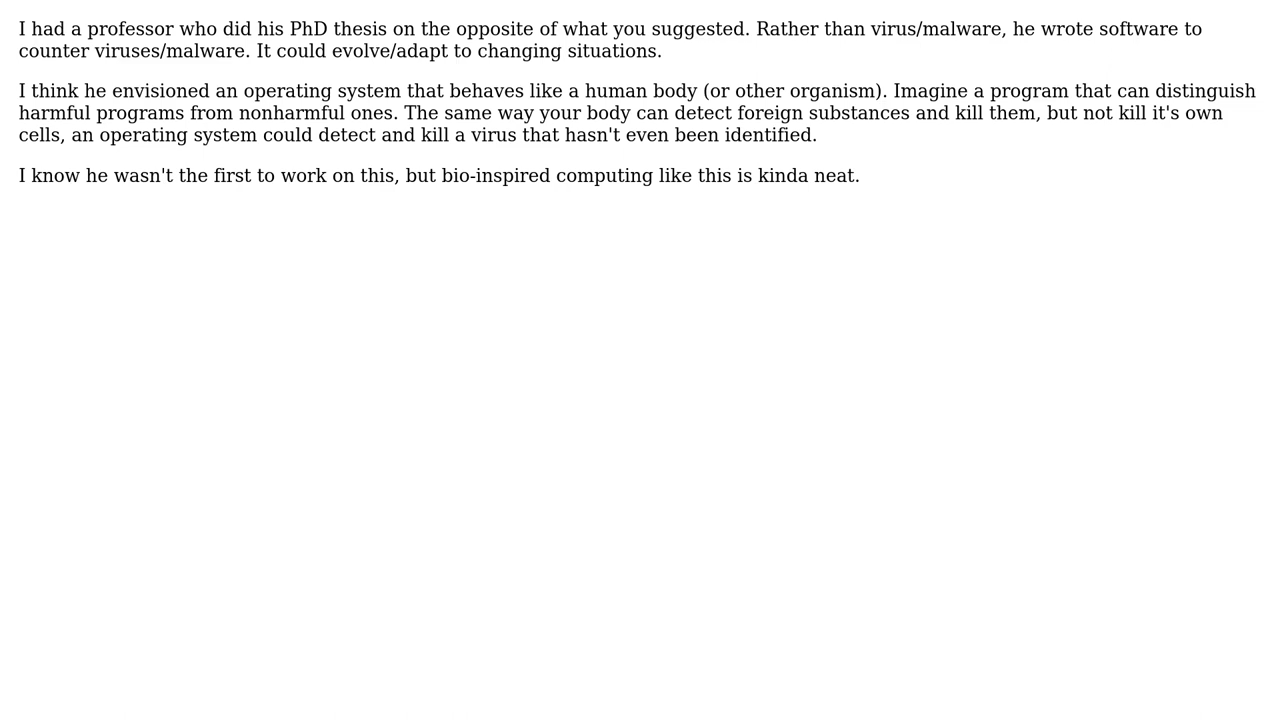 I had a professor who did his PhD thesis on the opposite of what you suggested. Rather than virus/malware, he wrote software to
counter viruses/malware. It could evolve/adapt to changing situations.
I think he envisioned an operating system that behaves like a human body (or other organism). Imagine a program that can distinguish
harmful programs from nonharmful ones. The same way your body can detect foreign substances and kill them, but not kill it's own
cells, an operating system could detect and kill a virus that hasn't even been identified.
I know he wasn't the first to work on this, but bio-inspired computing like this is kinda neat.